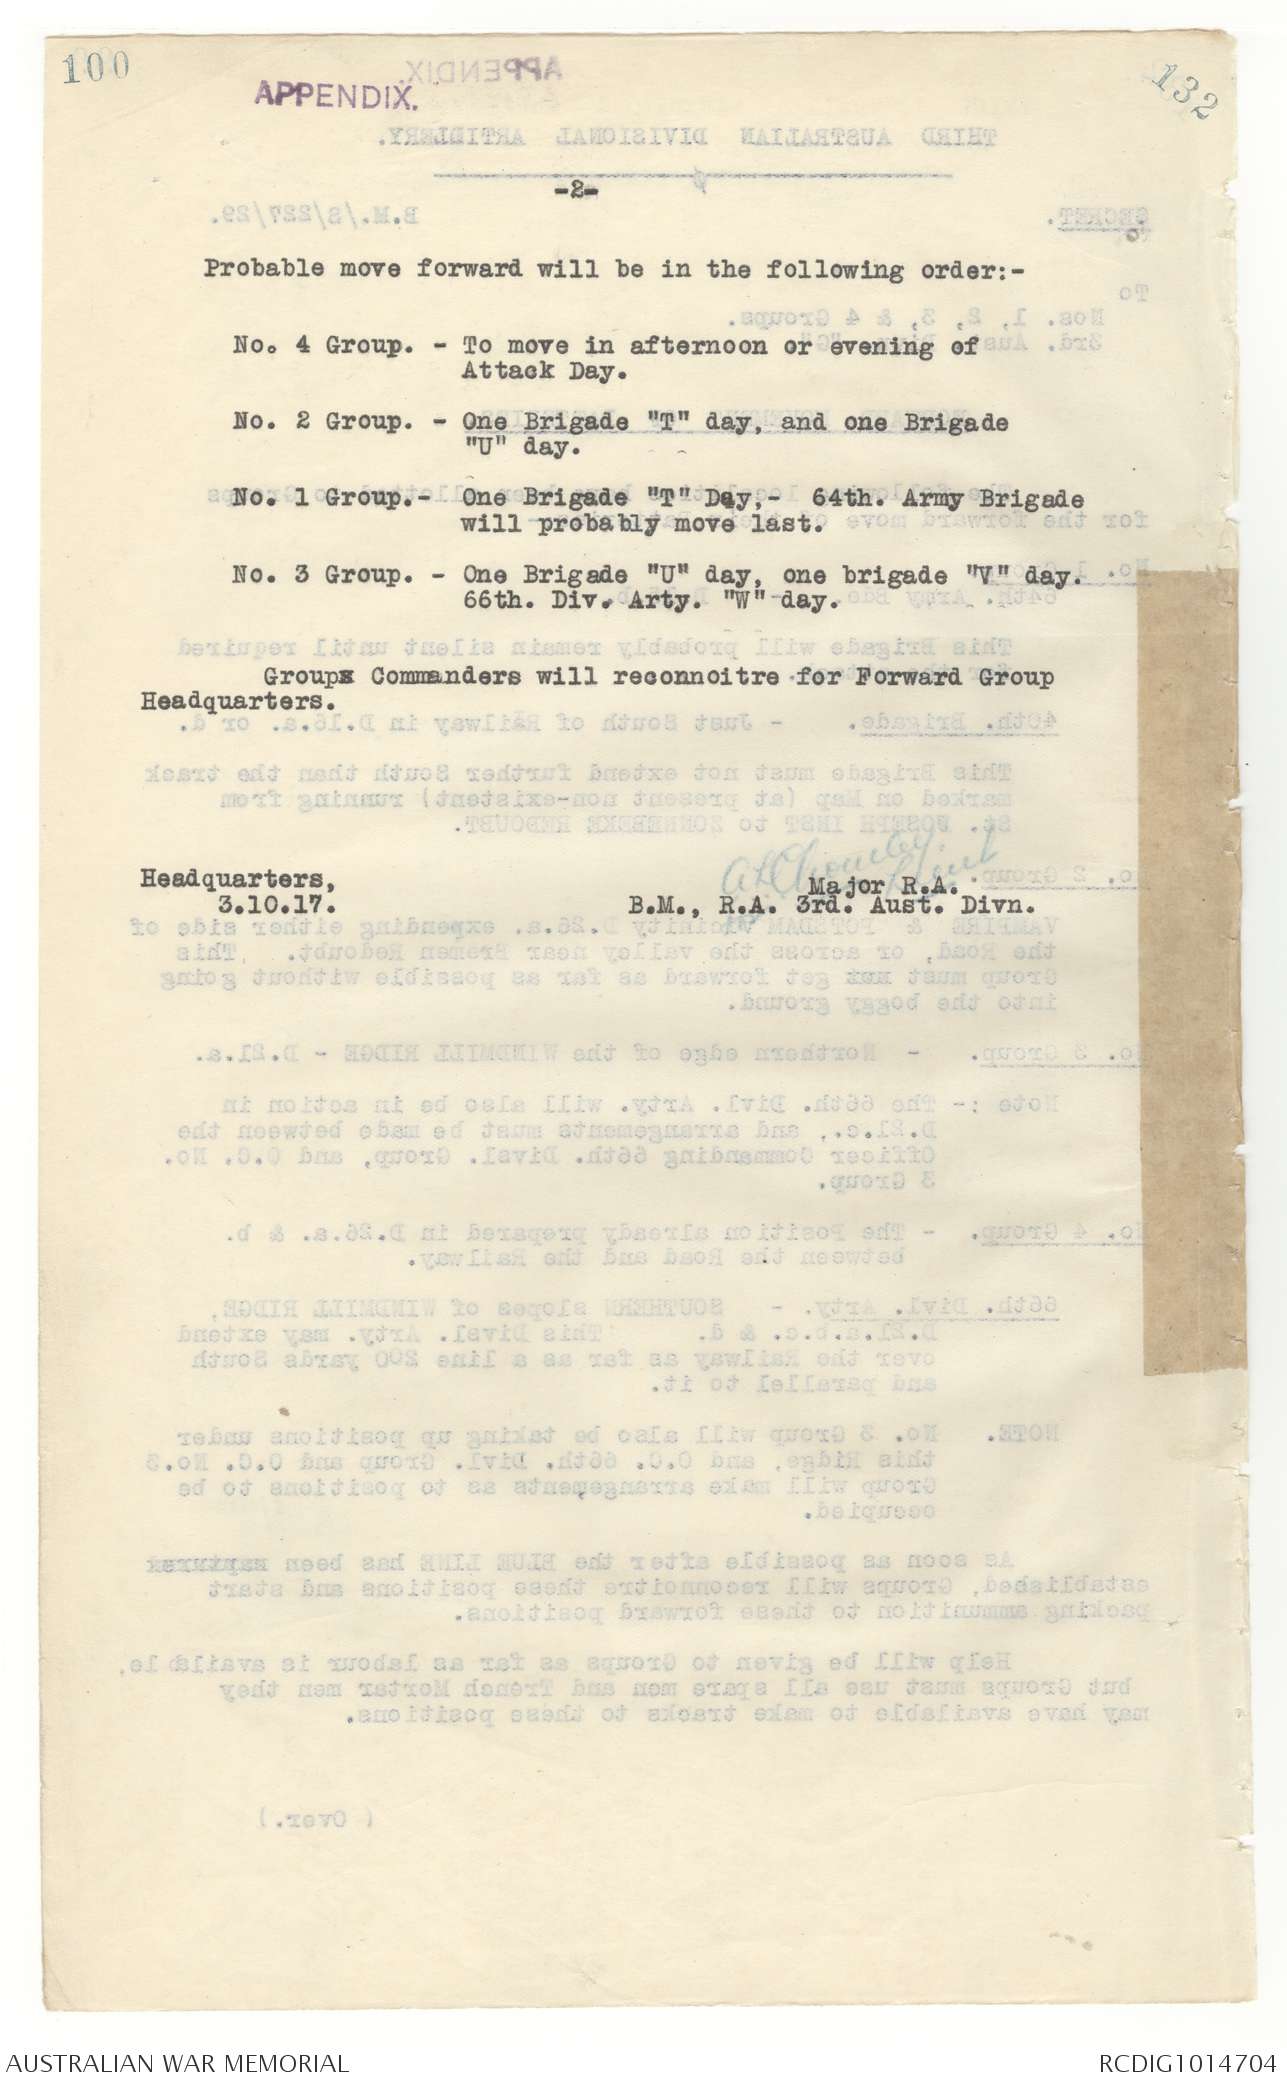 100
132
APPENDIX.
-2-
Probable move forward will be in the following order:-
No. 4 Group. - To move in afternoon or evening of
Attack Day.
No. 2 Group. - One Brigade "T" day, and one Brigade
"U" day.
No. 1 Group.- One Brigade "T" Day,- 64th. Army Brigade
will probably move last.
No. 3 Group. - One Brigade "U" day, one brigade "V" day.
66th. Div. Arty. "W" day.
Groups Commanders will reconnoitre for Forward Group
Headquarters.
Headquarters,
3.10.17.
Major R.A.
B.M., R.A. 3rd. Aust. Divn.
AUSTRALIAN WAR MEMORIAL
RCDIG1014704